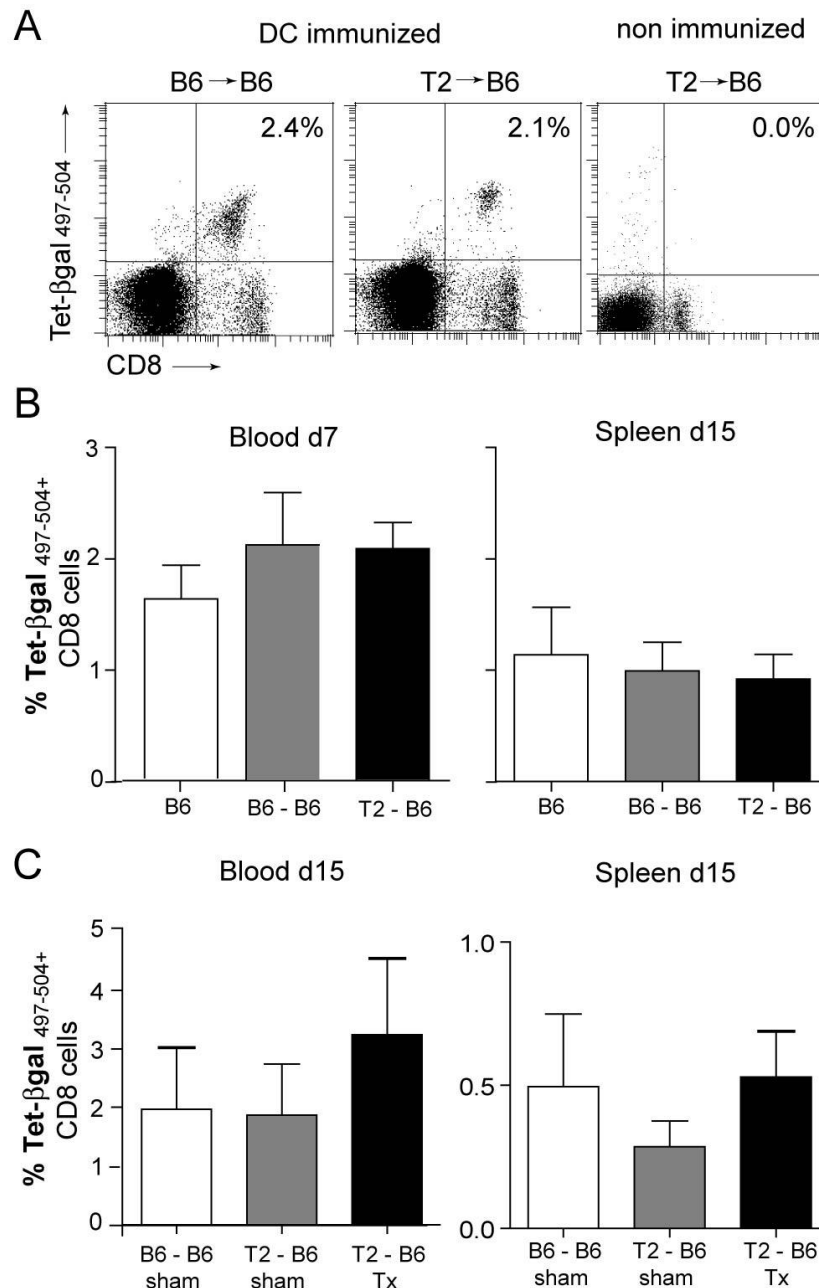 A
DC immunized
non immunized
B6 → B6
T2 → B6
T2 → B6
2.4%
2.1%
0.0%
Tet-βgal 497-504 →
CD8 →
B
Blood d7
Spleen d15
% Tet-βgal 497-504+
CD8 cells
3
2
1
0
B6
B6 - B6
T2 - B6
B6
B6 - B6
T2 - B6
C
Blood d15
Spleen d15
% Tet-βgal 497-504+
CD8 cells
5
4
3
2
1
0
1.0
0.5
0.0
B6 - B6
sham
T2 - B6
sham
T2 - B6
Tx
B6 - B6
sham
T2 - B6
sham
T2 - B6
Tx